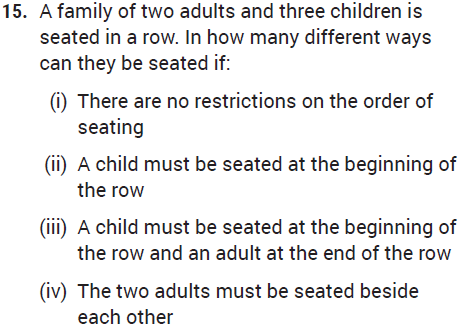 15. A family of two adults and three children is
seated in a row. In how many different ways
can they be seated if:
(i) There are no restrictions on the order of
seating
(ii) A child must be seated at the beginning of
the row
(iii) A child must be seated at the beginning of
the row and an adult at the end of the row
(iv) The two adults must be seated beside
each other